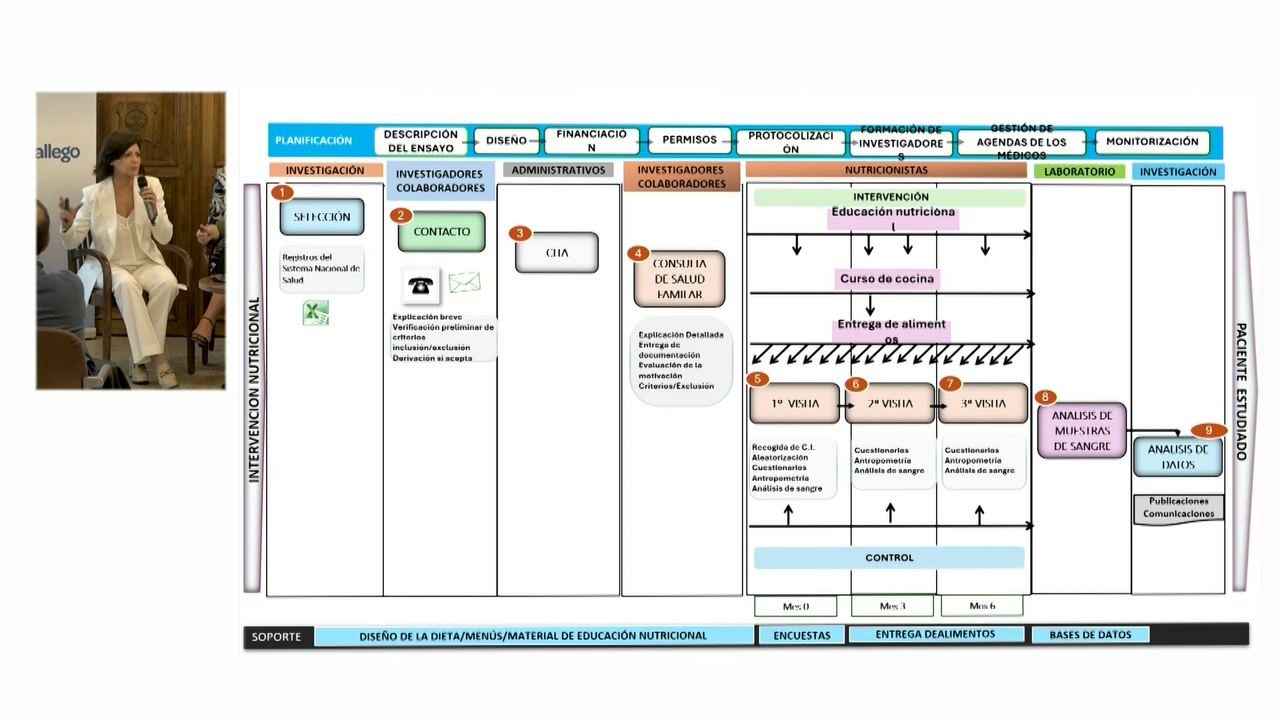 allego
PLANIFICACIÓN
DESCRIPCIÓN
DEL ENSAYO
DISEÑO
FINANCIACIÓ
N
PERMISOS
PROTOCOLIZACI
ÓN
FORMACIÓN DE
INVESTIGADORE
S
GESTIÓN DE
AGENDAS DE LOS
MÉDICOS
MONITORIZACIÓN
INVESTIGACIÓN
INVESTIGADORES
COLABORADORES
ADMINISTRATIVOS
INVESTIGADORES
COLABORADORES
NUTRICIONISTAS
LABORATORIO
INVESTIGACIÓN
INTERVENCION NUTRICIONAL
1
SELECCIÓN
Registros del
Sistema Nacional de
Salud
2
CONTACTO
Explicación breve
Verificación preliminar de
criterios
inclusión/exclusión
Derivación si acepta
3
CITA
4
CONSULTA
DE SALUD
FAMILAR
Explicación Detallada
Entrega de
documentación
Evaluación de la
motivación
Criterios/Exclusión
INTERVENCIÓN
Educación nutriciona
l
Curso de cocina
Entrega de aliment
os
5
1ª VISITA
6
2ª VISITA
7
3ª VISITA
Recogida de C.I.
Aleatorización
Cuestionarios
Antropometría
Análisis de sangre
Cuestionarios
Antropometría
Análisis de sangre
Cuestionarios
Antropometría
Análisis de sangre
CONTROL
Mes 0
Mes 3
Mes 6
8
ANALISIS DE
MUESTRAS
DE SANGRE
9
ANALISIS DE
DATOS
Publicaciones
Comunicaciones
PACIENTE ESTUDIADO
SOPORTE
DISEÑO DE LA DIETA/MENÚS/MATERIAL DE EDUCACIÓN NUTRICIONAL
ENCUESTAS
ENTREGA DEALIMENTOS
BASES DE DATOS